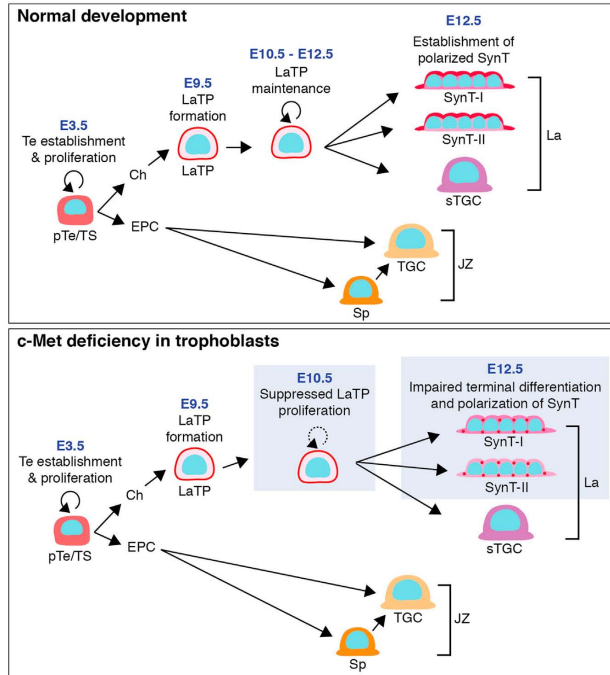 Normal development
E12.5
Establishment of
polarized SynT
E10.5 - E12.5
LaTP
maintenance
E9.5
LaTP
formation
E3.5
Te establishment
& proliferation
SynT-I
SynT-II
La
sTGC
Ch
LaTP
pTe/TS
EPC
TGC
JZ
Sp
c-Met deficiency in trophoblasts
E12.5
Impaired terminal differentiation
and polarization of SynT
E10.5
Suppressed LaTP
proliferation
E9.5
LaTP
formation
E3.5
Te establishment
& proliferation
SynT-I
SynT-II
La
sTGC
Ch
LaTP
pTe/TS
EPC
TGC
JZ
Sp